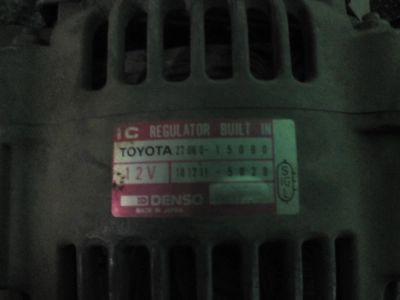 IC REGULATOR BUILT IN
TOYOTA 27060-15080
12V 101211-5020
DENSO
MADE IN JAPAN